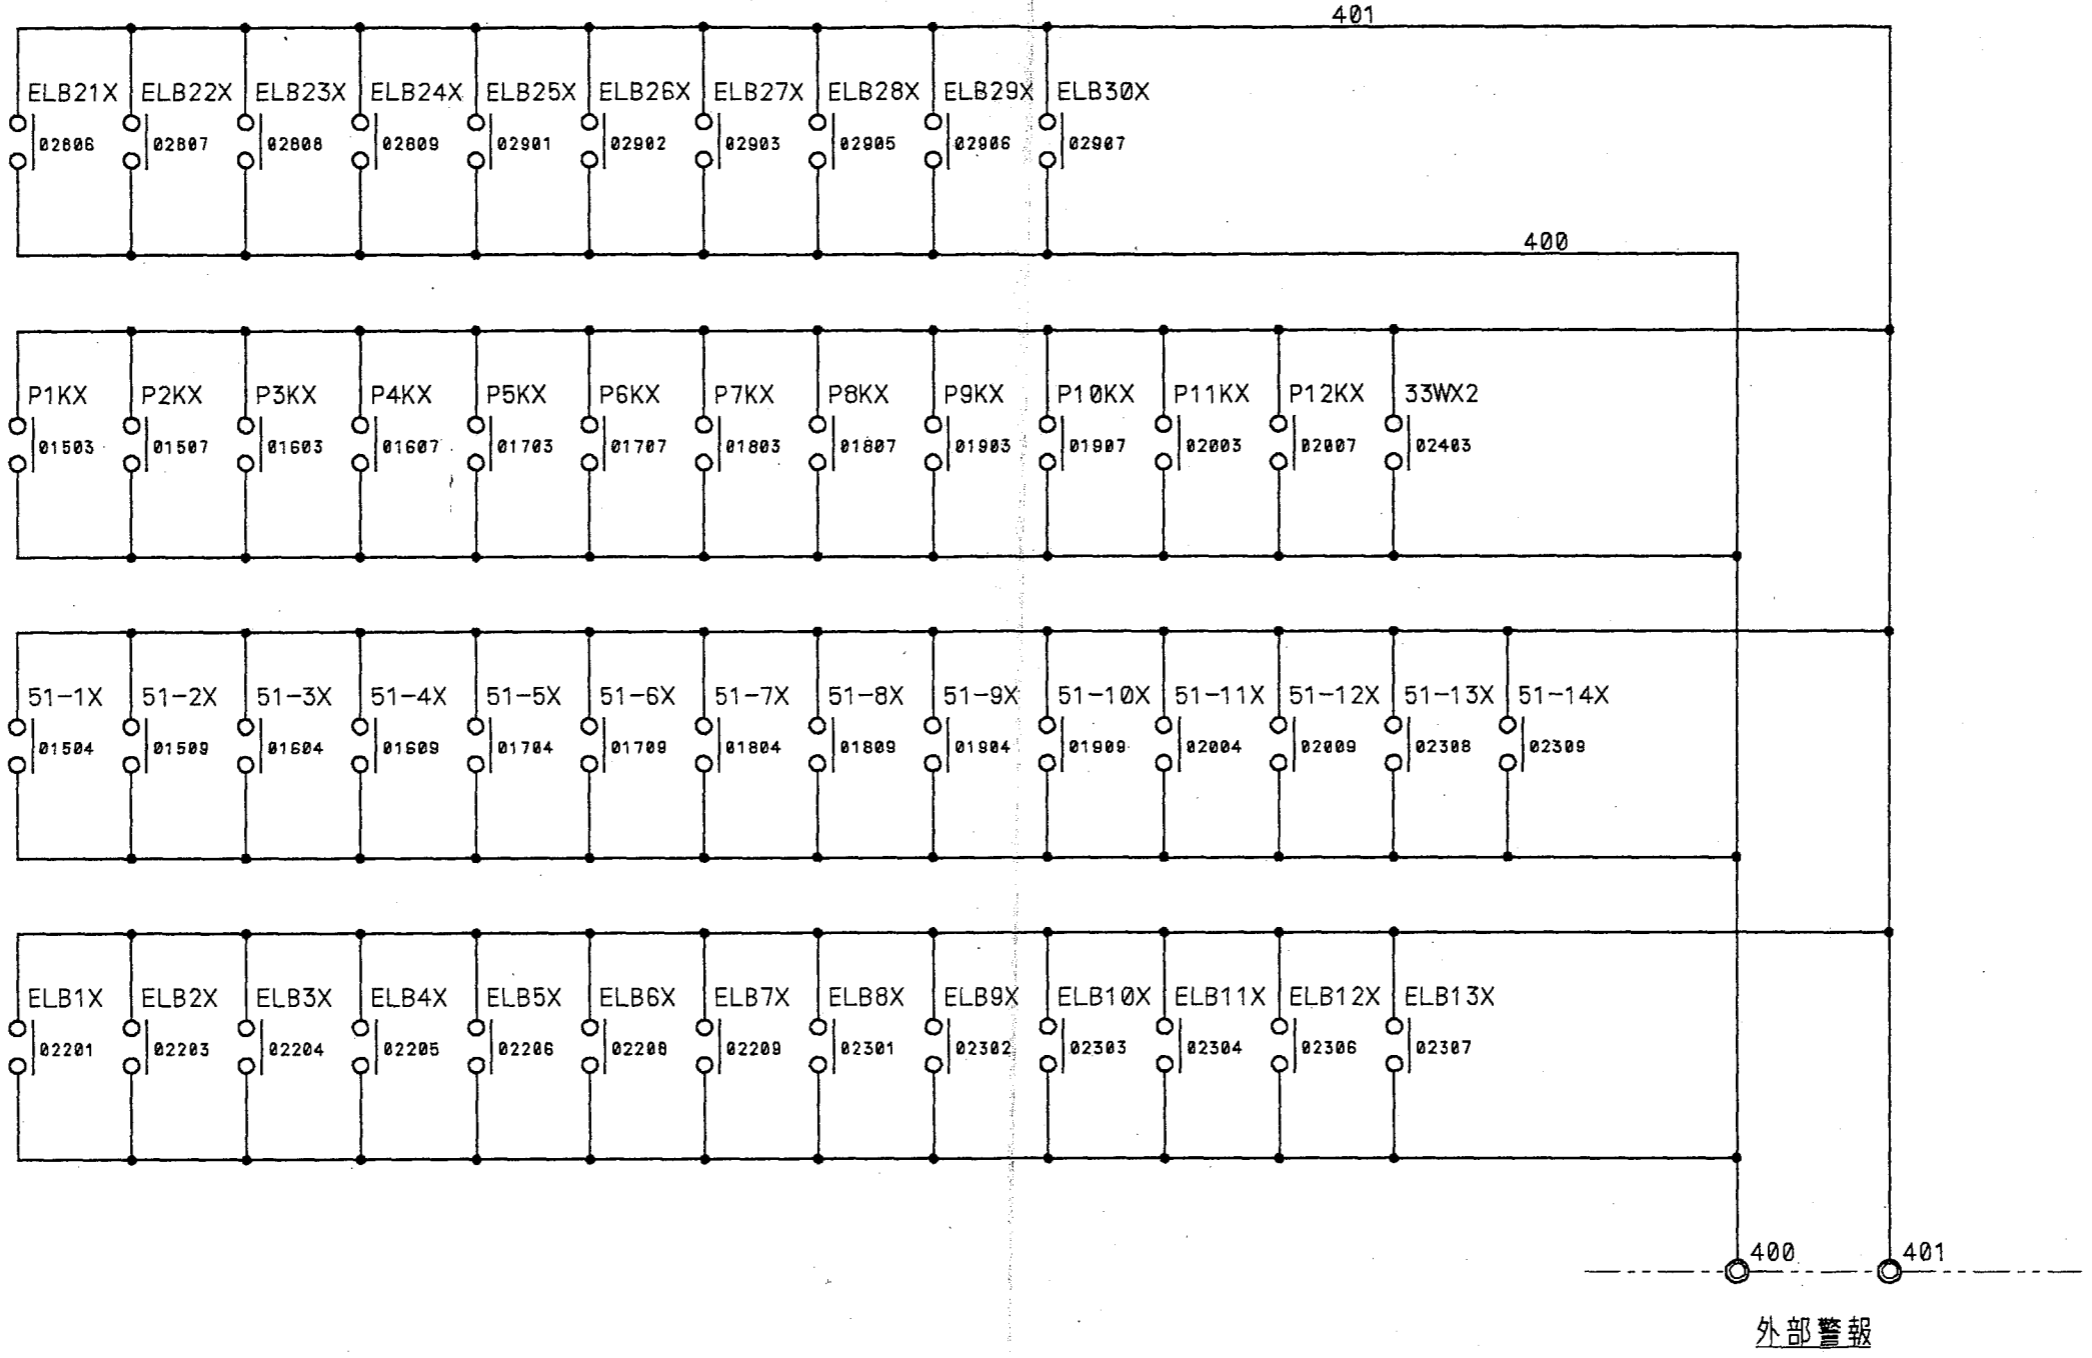 401
ELB21X ELB22X ELB23X ELB24X ELB25X ELB26X ELB27X ELB28X ELB29X ELB30X
02806 02807 02808 02809 02901 02902 02903 02905 02906 02907
400
P1KX P2KX P3KX P4KX P5KX P6KX P7KX P8KX P9KX P10KX P11KX P12KX 33WX2
01503 01507 01603 01607 01703 01707 01803 01807 01903 01907 02003 02007 02403
51-1X 51-2X 51-3X 51-4X 51-5X 51-6X 51-7X 51-8X 51-9X 51-10X 51-11X 51-12X 51-13X 51-14X
01504 01509 01604 01609 01704 01709 01804 01809 01904 01909 02004 02009 02308 02309
ELB1X ELB2X ELB3X ELB4X ELB5X ELB6X ELB7X ELB8X ELB9X ELB10X ELB11X ELB12X ELB13X
02201 02203 02204 02205 02206 02208 02209 02301 02302 02303 02304 02306 02307
400 401
外部警報